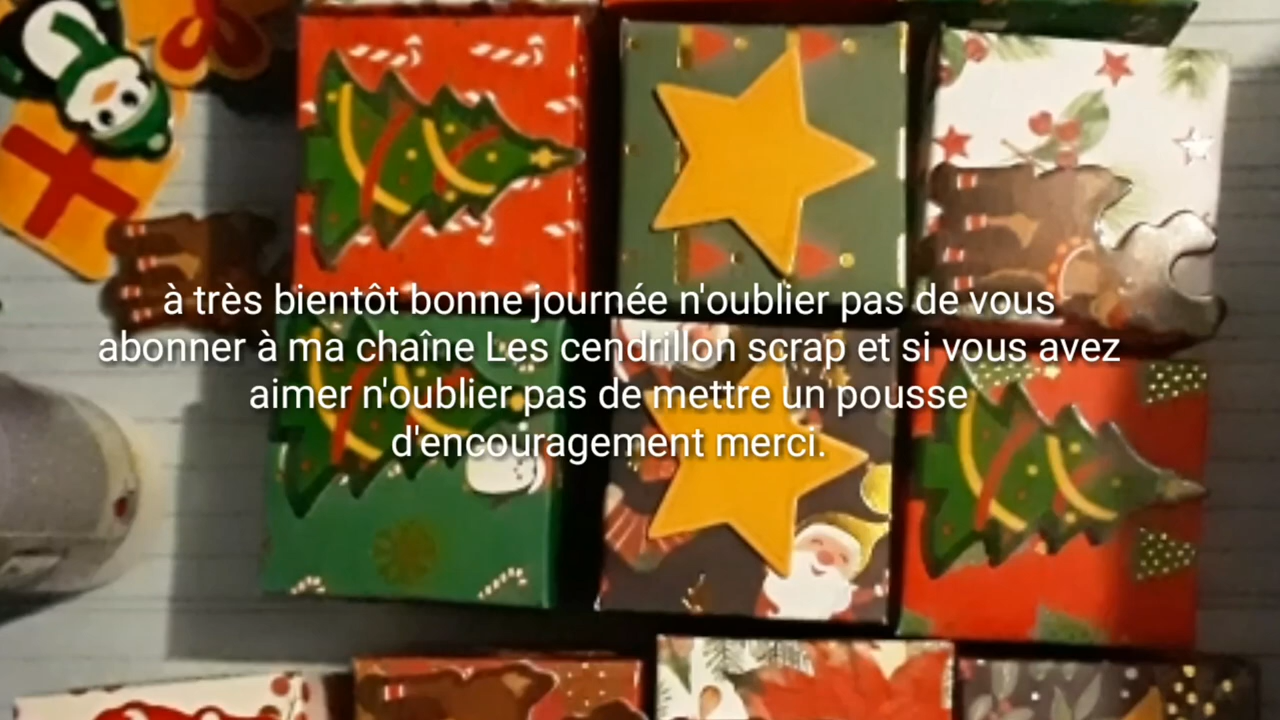 à très bientôt bonne journée n'oublier pas de vous
abonner à ma chaîne Les cendrillon scrap et si vous avez
aimer n'oublier pas de mettre un pousse
d'encouragement merci.